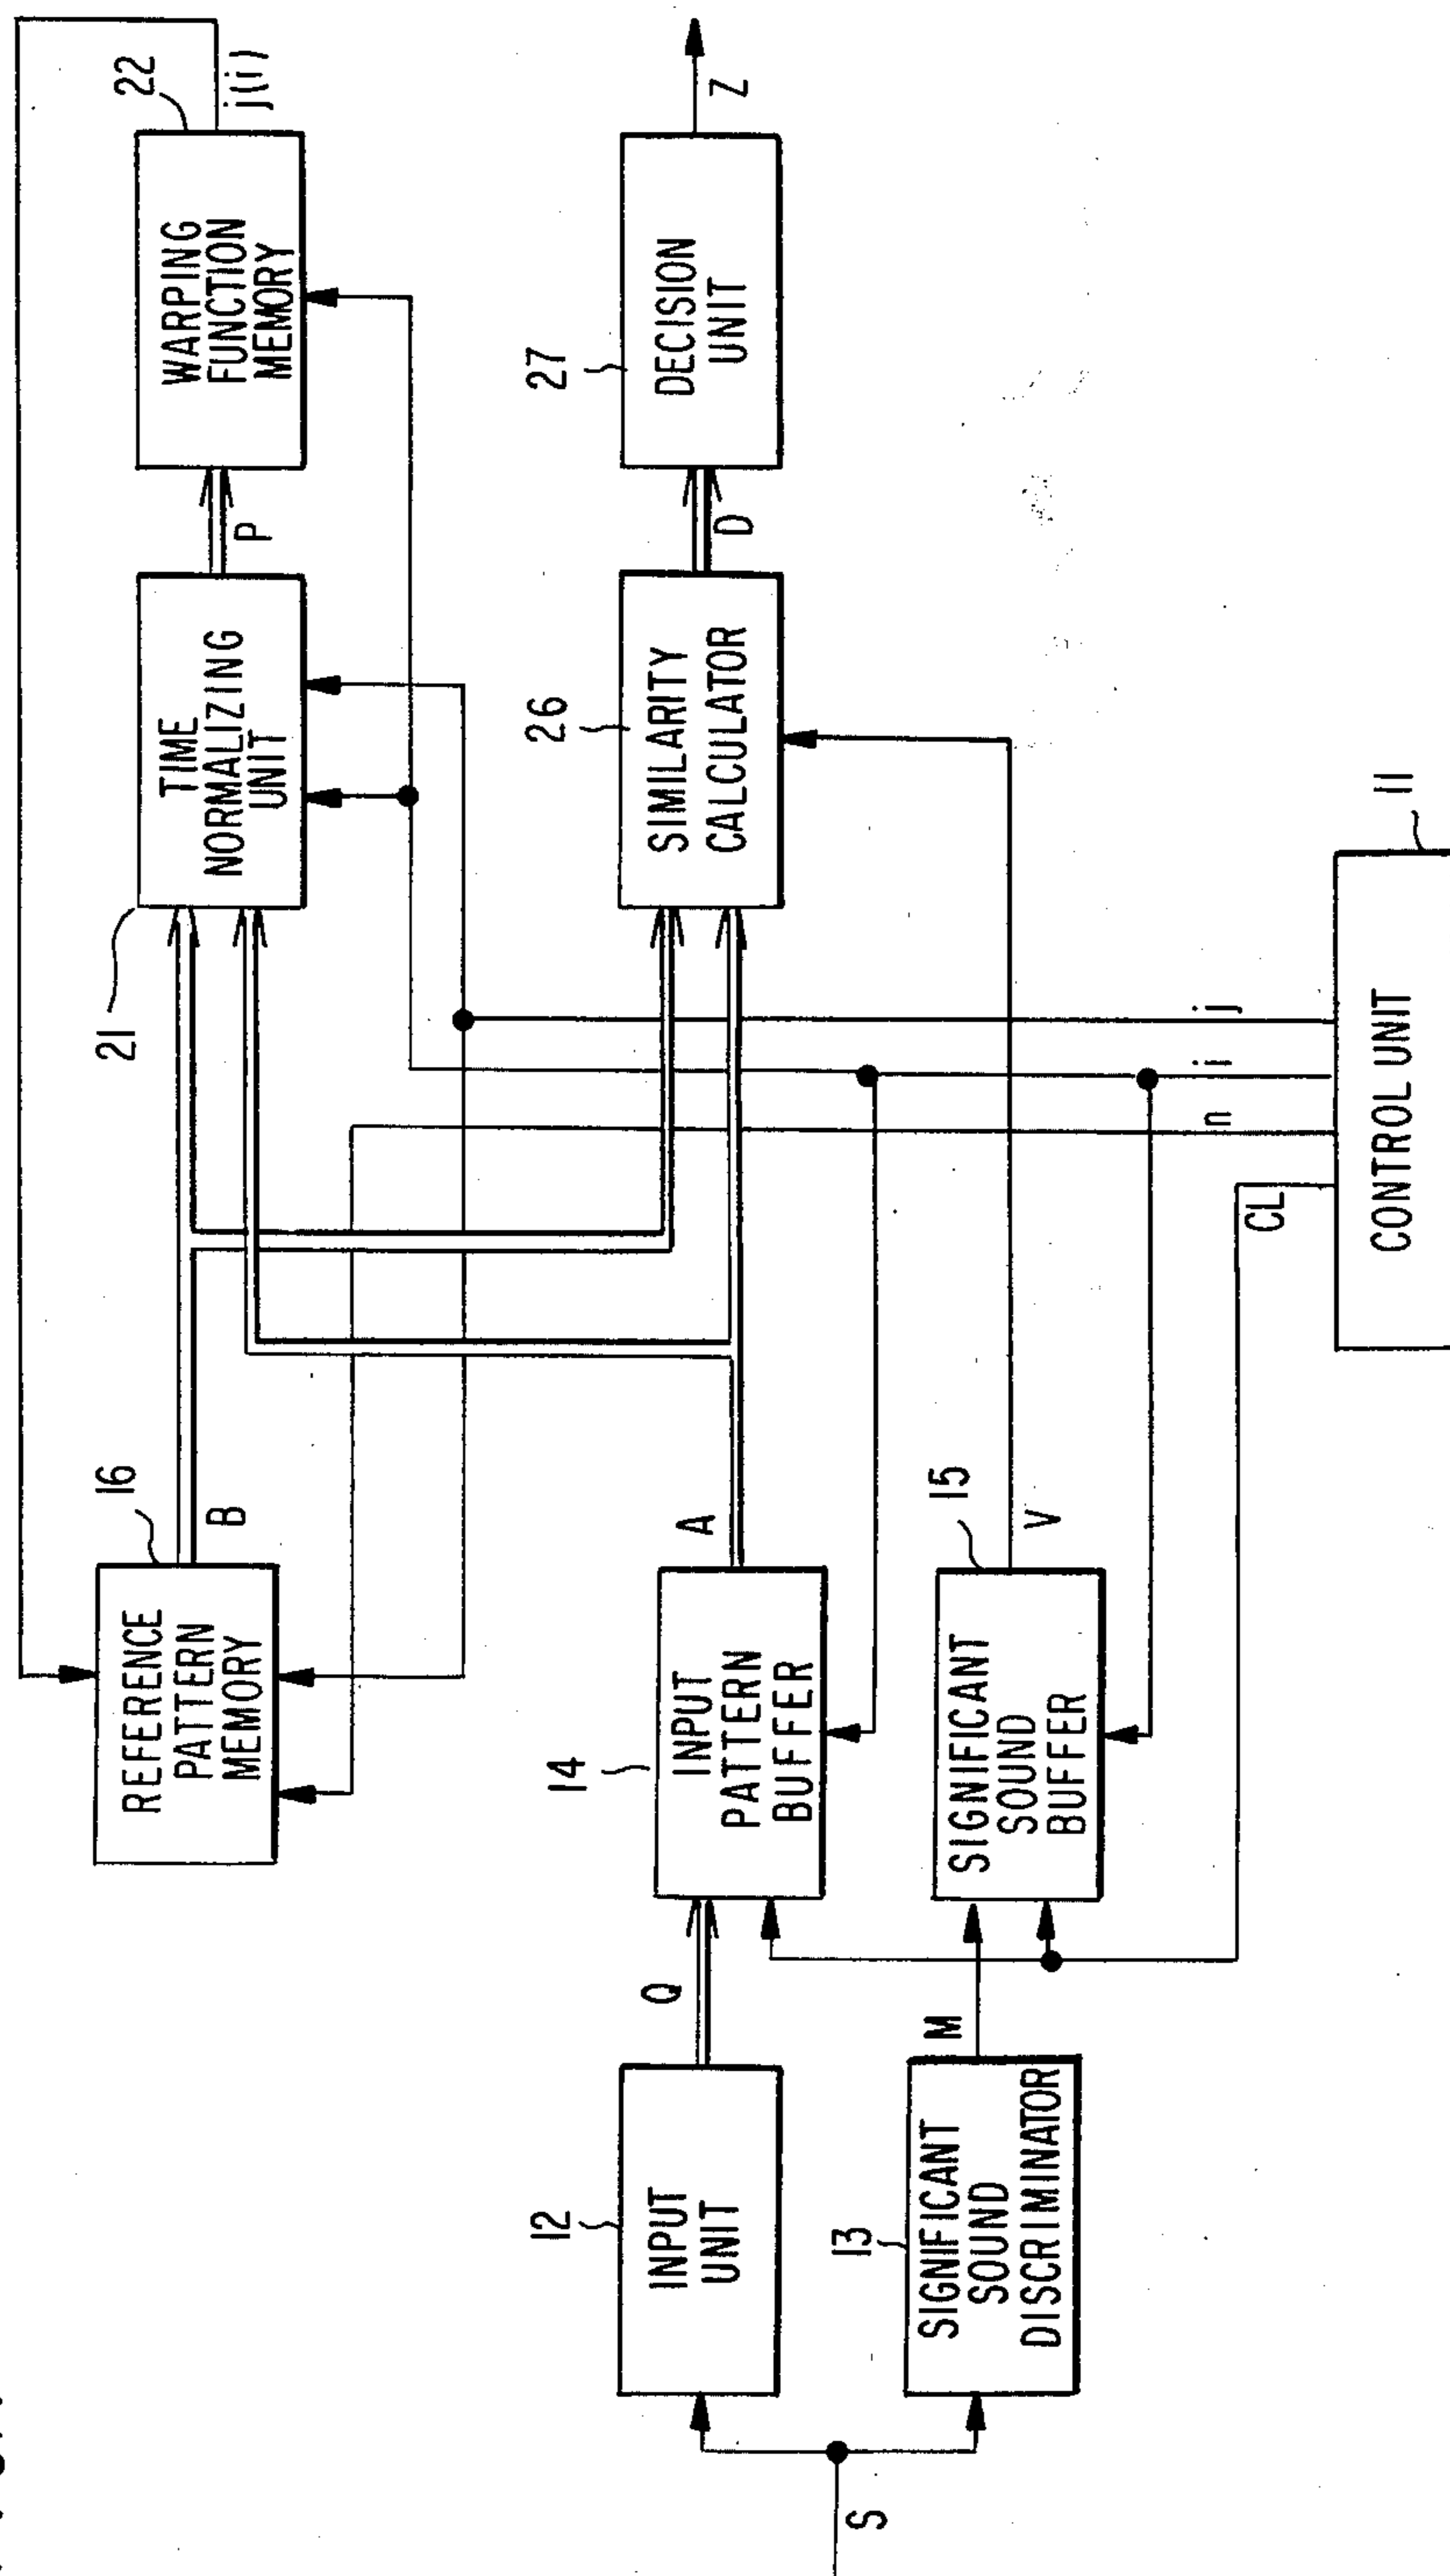 16
REFERENCE
PATTERN
MEMORY
B
21
TIME
NORMALIZING
UNIT
P
22
WARPING
FUNCTION
MEMORY
j(i)
12
INPUT
UNIT
Q
14
INPUT
PATTERN
BUFFER
A
26
SIMILARITY
CALCULATOR
D
27
DECISION
UNIT
Z
S
13
SIGNIFICANT
SOUND
DISCRIMINATOR
M
15
SIGNIFICANT
SOUND
BUFFER
V
CL
n
i
j
11
CONTROL UNIT